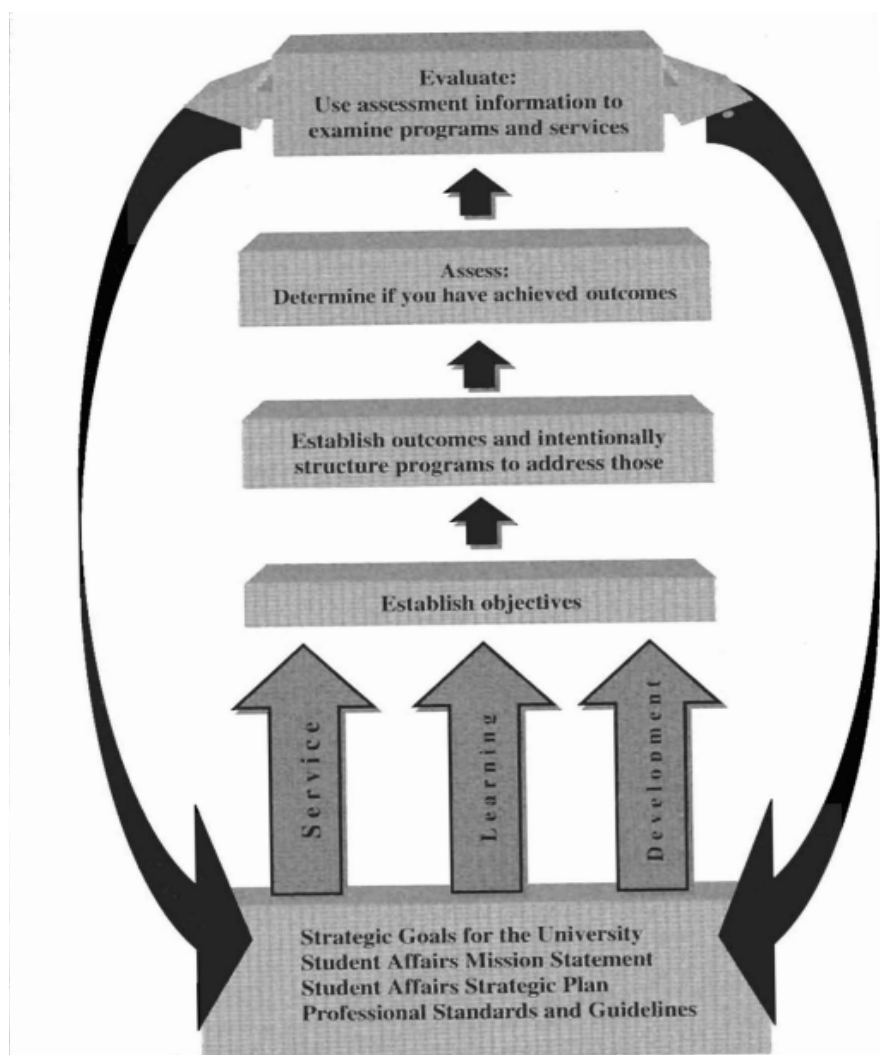 Evaluate:
Use assessment information to
examine programs and services
Assess:
Determine if you have achieved outcomes
Establish outcomes and intentionally
structure programs to address those
Establish objectives
Service
Learning
Development
Strategic Goals for the University
Student Affairs Mission Statement
Student Affairs Strategic Plan
Professional Standards and Guidelines